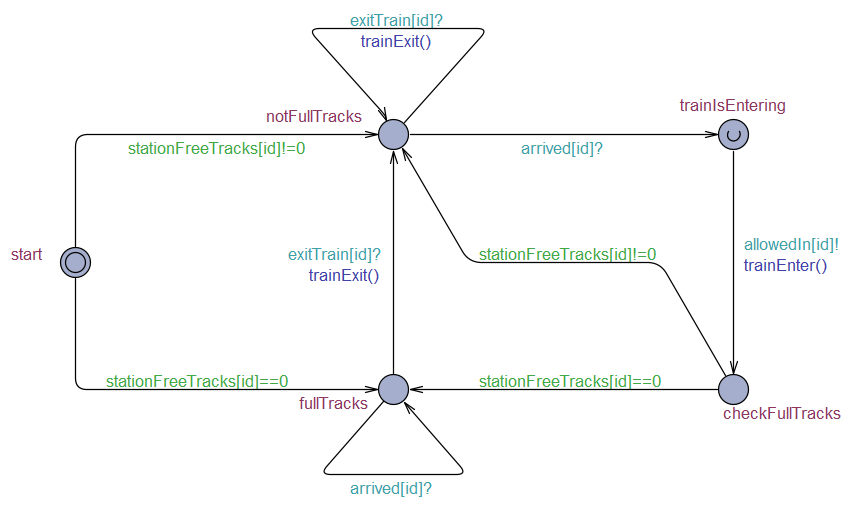 exitTrain[id]?
trainExit()
notFullTracks
trainIsEntering
stationFreeTracks[id]!=0
arrived[id]?
start
exitTrain[id]?
trainExit()
stationFreeTracks[id]!=0
allowedIn[id]!
trainEnter()
stationFreeTracks[id]==0
stationFreeTracks[id]==0
fullTracks
checkFullTracks
arrived[id]?